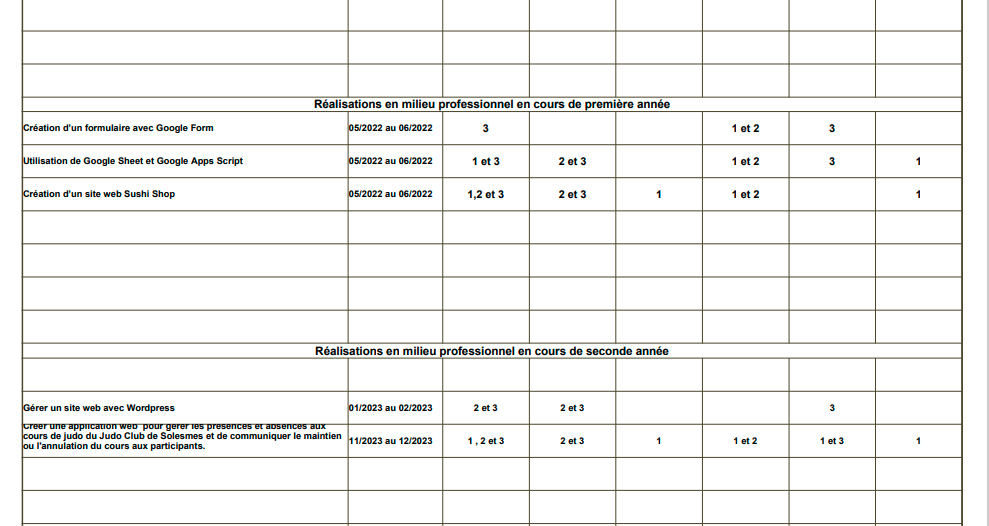 Réalisations en milieu professionnel en cours de première année
Création d'un formulaire avec Google Form 05/2022 au 06/2022 3 1 et 2 3
Utilisation de Google Sheet et Google Apps Script 05/2022 au 06/2022 1 et 3 2 et 3 1 et 2 3 1
Création d'un site web Sushi Shop 05/2022 au 06/2022 1,2 et 3 2 et 3 1 1 et 2 1
Réalisations en milieu professionnel en cours de seconde année
Gérer un site web avec Wordpress 01/2023 au 02/2023 2 et 3 2 et 3 3
Créer une application web pour gérer les présences et absences aux
cours de judo du Judo Club de Solesmes et de communiquer le maintien
ou l'annulation du cours aux participants. 11/2023 au 12/2023 1 , 2 et 3 2 et 3 1 1 et 2 1 et 3 1